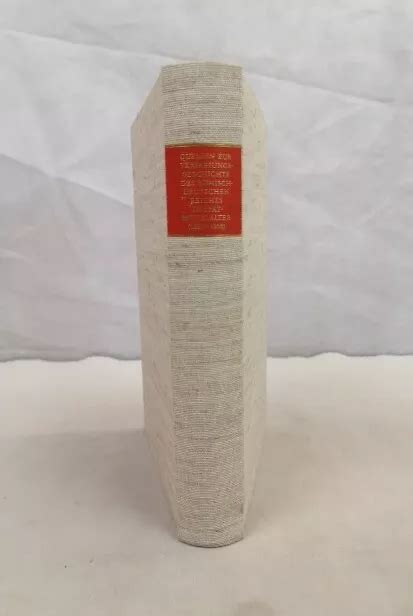 QUELLEN ZUR
VERFASSUNGS-
GESCHICHTE
DES RÖMISCH-
DEUTSCHEN
REICHES
IM SPÄT-
MITTELALTER